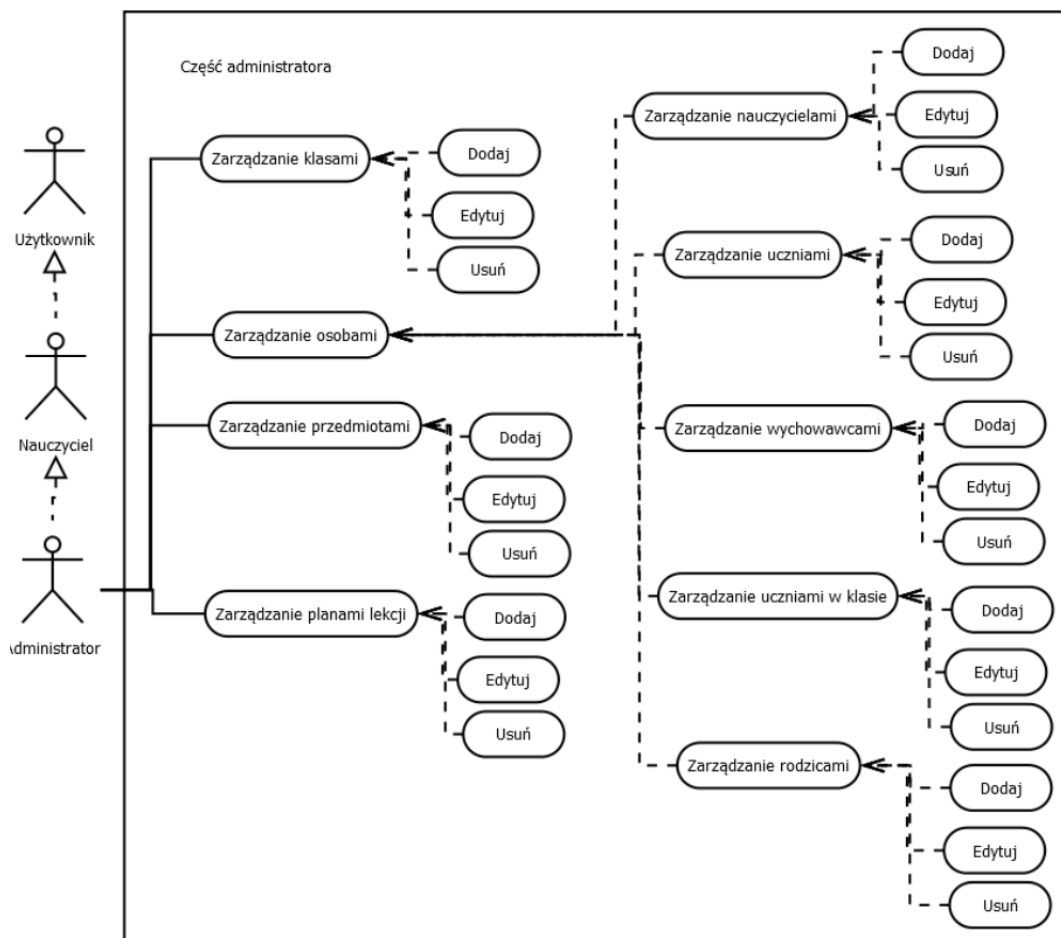 Część administratora
Użytkownik
Nauczyciel
Administrator
Zarządzanie klasami
Dodaj
Edytuj
Usuń
Zarządzanie osobami
Zarządzanie przedmiotami
Dodaj
Edytuj
Usuń
Zarządzanie planami lekcji
Dodaj
Edytuj
Usuń
Zarządzanie nauczycielami
Dodaj
Edytuj
Usuń
Zarządzanie uczniami
Dodaj
Edytuj
Usuń
Zarządzanie wychowawcami
Dodaj
Edytuj
Usuń
Zarządzanie uczniami w klasie
Dodaj
Edytuj
Usuń
Zarządzanie rodzicami
Dodaj
Edytuj
Usuń